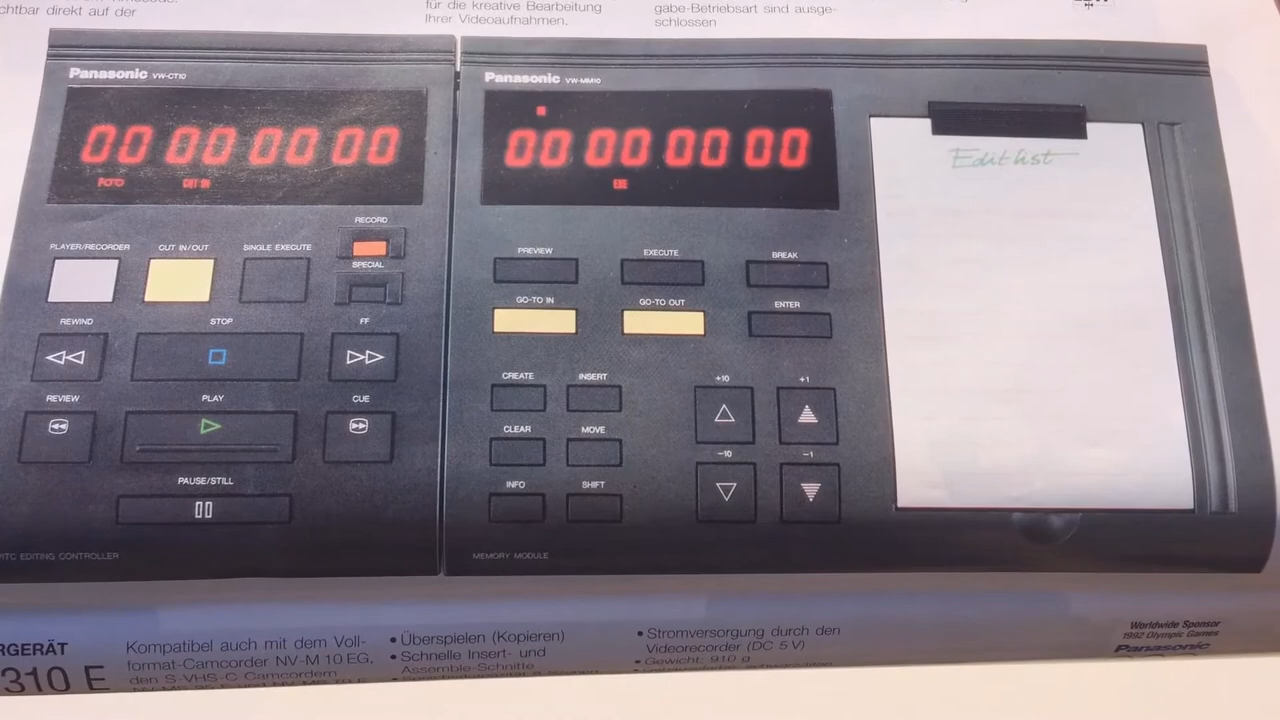 chtbar direkt auf der
für die kreative Bearbeitung
Ihrer Videoaufnahmen.
gabe-Betriebsart sind ausge-
schlossen
Panasonic VW-CT10
00 00 00 00
CUT IN
PLAYER/RECORDER
CUT IN/OUT
SINGLE EXECUTE
RECORD
SPECIAL
REWIND
STOP
FF
REVIEW
PLAY
CUE
PAUSE/STILL
EDITING CONTROLLER
Panasonic VW-MM10
00 00 00 00
EXE
PREVIEW
EXECUTE
BREAK
GO-TO IN
GO-TO OUT
ENTER
CREATE
INSERT
+10
+1
CLEAR
MOVE
-10
-1
INFO
SHIFT
MEMORY MODULE
Edit list
RGERÄT
310 E
Kompatibel auch mit dem Voll-
format-Camcorder NV-M 10 EG,
den S-VHS-C Camcordern
• Überspielen (Kopieren)
• Schnelle Insert- und
Assemble-Schnitte
• Stromversorgung durch den
Videorecorder (DC 5 V)
• Gewicht: 910 g
Worldwide Sponsor
1992 Olympic Games
Panasonic